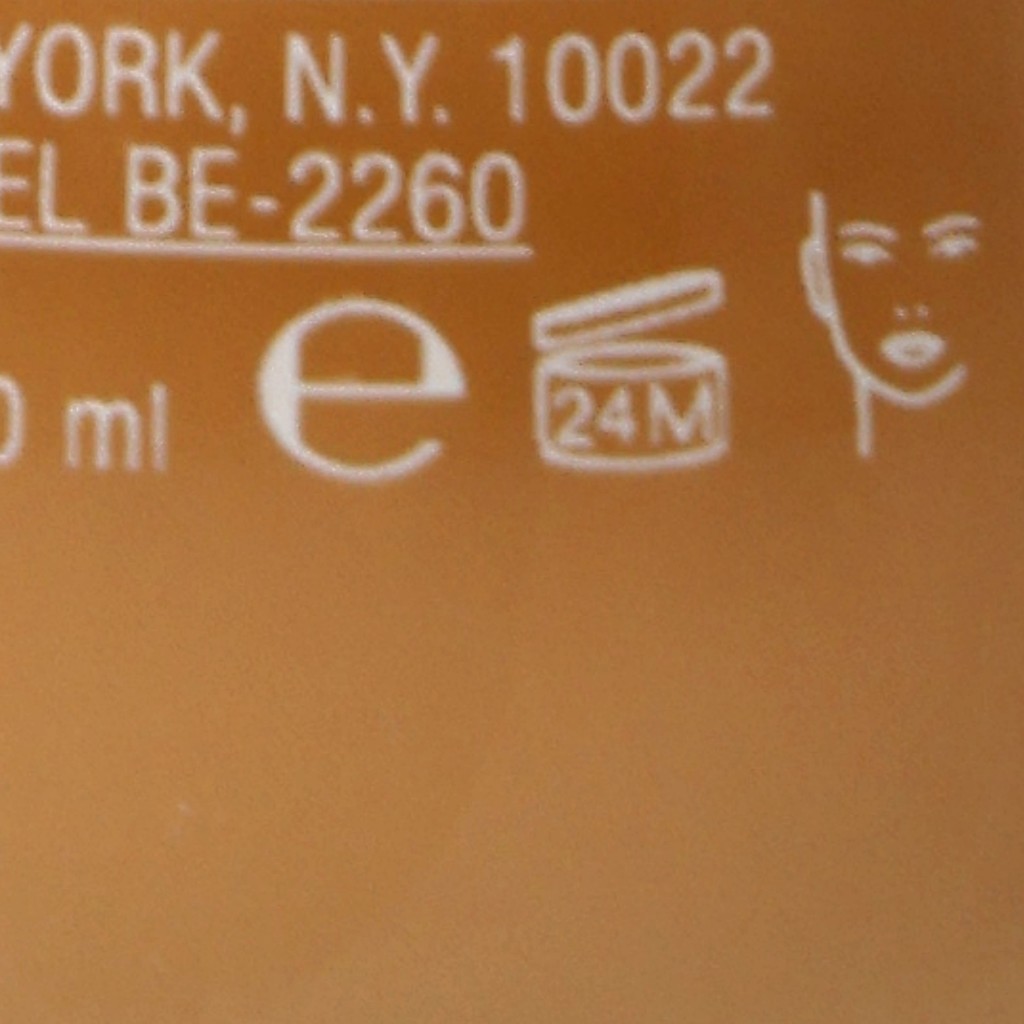 YORK, N.Y. 10022
EL BE-2260
0 ml e 24M